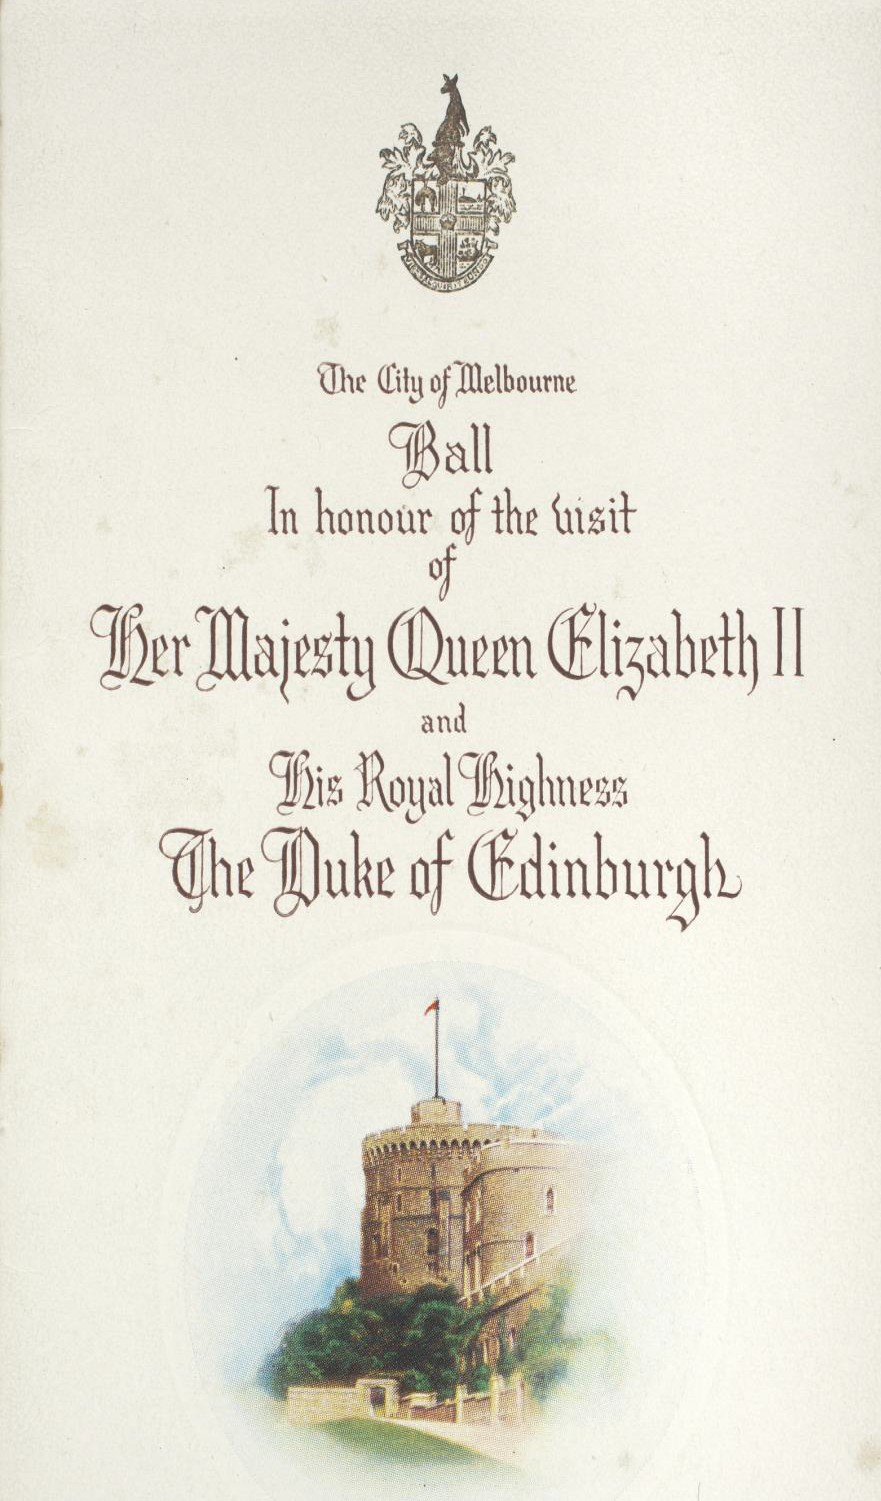 The City of Melbourne
Ball
In honour of the visit
of
Her Majesty Queen Elizabeth II
and
His Royal Highness
The Duke of Edinburgh